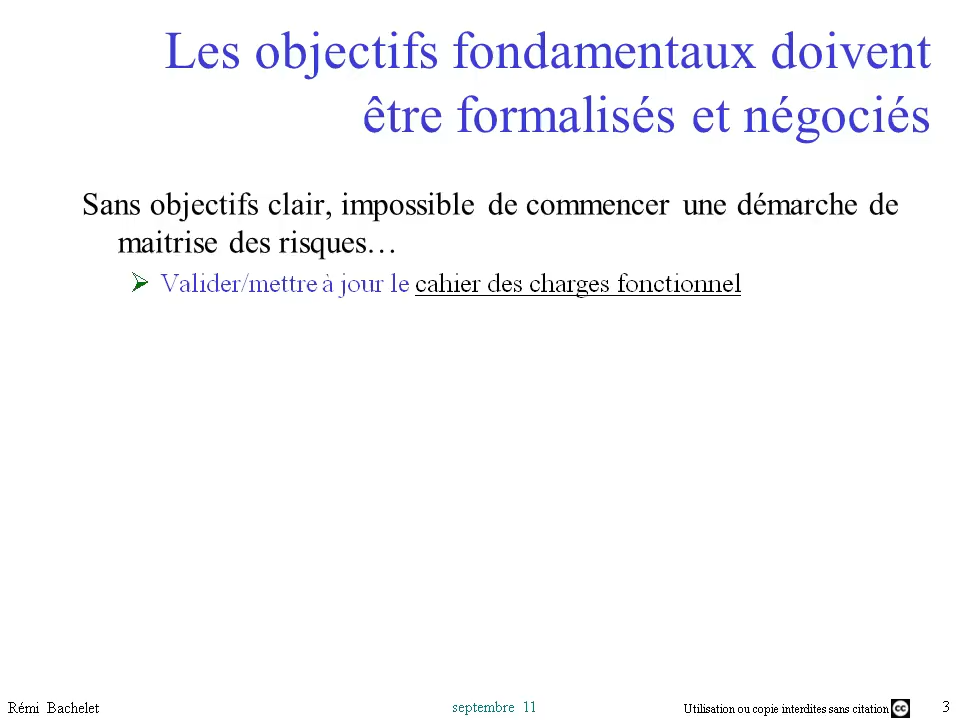 Les objectifs fondamentaux doivent
être formalisés et négociés
Sans objectifs clair, impossible de commencer une démarche de
maitrise des risques…
Valider/mettre à jour le cahier des charges fonctionnel
Rémi Bachelet
septembre 11
Utilisation ou copie interdites sans citation
cc
3